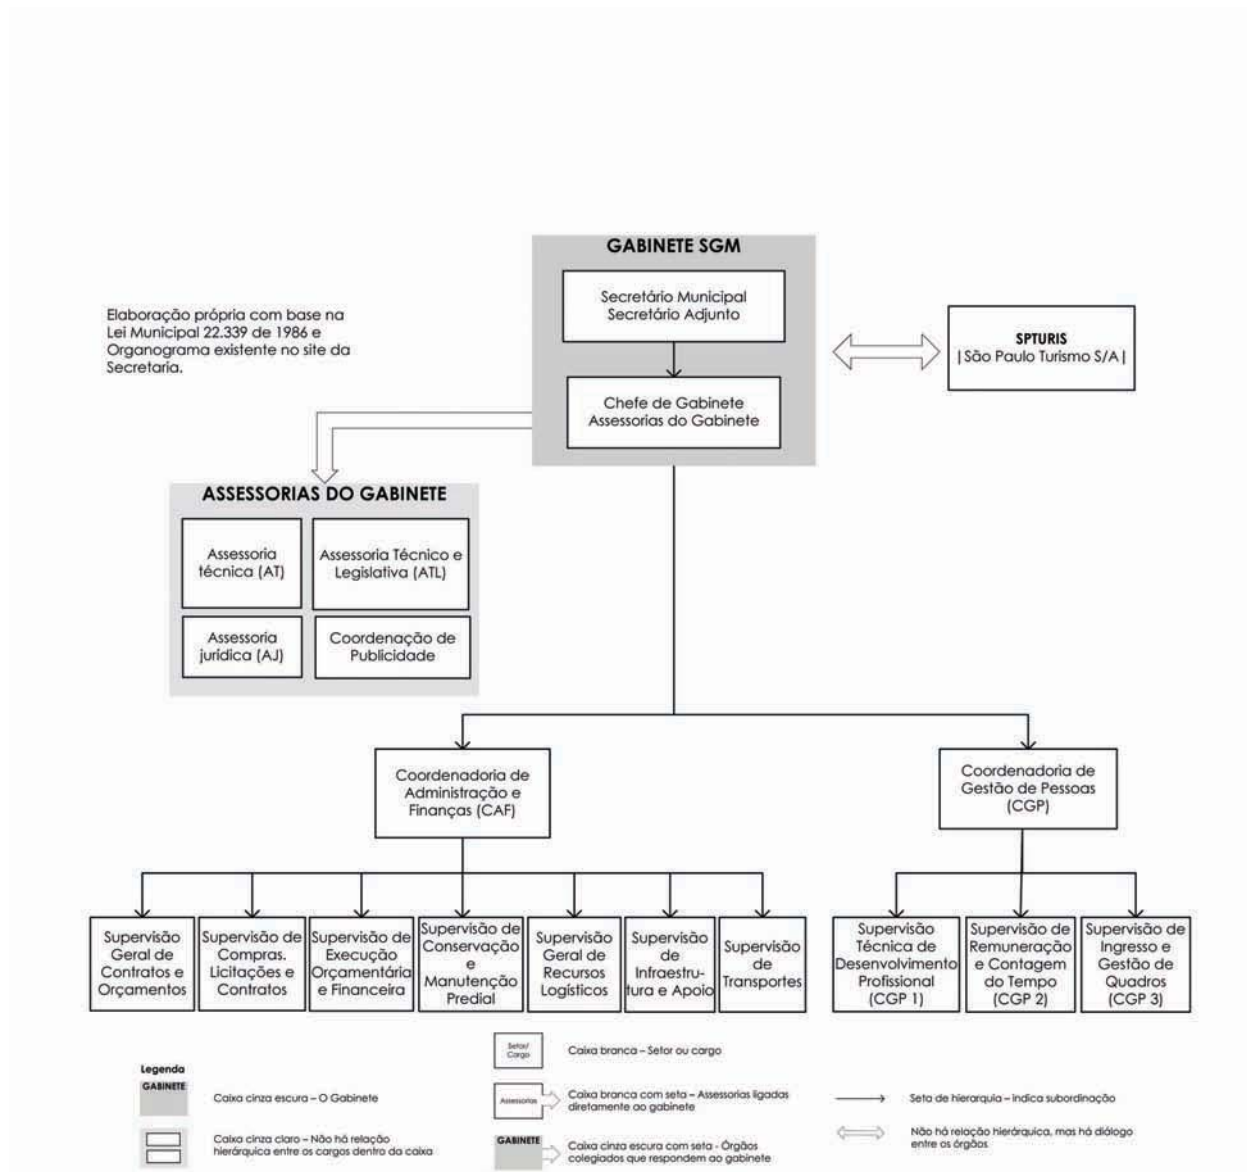 GABINETE SGM
Secretário Municipal
Secretário Adjunto
Chefe de Gabinete
Assessorias do Gabinete
SPTURIS
|São Paulo Turismo S/A|
Elaboração própria com base na
Lei Municipal 22.339 de 1986 e
Organograma existente no site da
Secretaria.
ASSESSORIAS DO GABINETE
Assessoria
técnica (AT)
Assessoria Técnico e
Legislativa (ATL)
Assessoria
jurídica (AJ)
Coordenação de
Publicidade
Coordenadoria de
Administração e
Finanças (CAF)
Coordenadoria de
Gestão de Pessoas
(CGP)
Supervisão
Geral de
Contratos e
Orçamentos
Supervisão de
Compras.
Licitações e
Contratos
Supervisão de
Execução
Orçamentária
e Financeira
Supervisão de
Conservação
e
Manutenção
Predial
Supervisão
Geral de
Recursos
Logísticos
Supervisão
de
Infraestru-
tura e Apoio
Supervisão
de
Transportes
Supervisão
Técnica de
Desenvolvimento
Profissional
(CGP 1)
Supervisão de
Remuneração
e Contagem
do Tempo
(CGP 2)
Supervisão de
Ingresso e
Gestão de
Quadros
(CGP 3)
Legenda
GABINETE
Caixa cinza escura – O Gabinete
Caixa cinza claro – Não há relação
hierárquica entre os cargos dentro da caixa
Setor/
Cargo
Caixa branca – Setor ou cargo
Assessorias
Caixa branca com seta – Assessorias ligadas
diretamente ao gabinete
GABINETE
Caixa cinza escura com seta - Órgãos
colegiados que respondem ao gabinete
Seta de hierarquia – indica subordinação
Não há relação hierárquica, mas há diálogo
entre os órgãos.